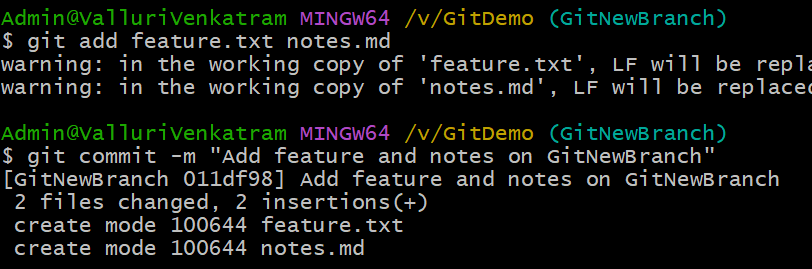 Admin@ValluriVenkatram MINGW64 /v/GitDemo (GitNewBranch)
$ git add feature.txt notes.md
warning: in the working copy of 'feature.txt', LF will be repla
warning: in the working copy of 'notes.md', LF will be replaced
Admin@ValluriVenkatram MINGW64 /v/GitDemo (GitNewBranch)
$ git commit -m "Add feature and notes on GitNewBranch"
[GitNewBranch 011df98] Add feature and notes on GitNewBranch
 2 files changed, 2 insertions(+)
 create mode 100644 feature.txt
 create mode 100644 notes.md